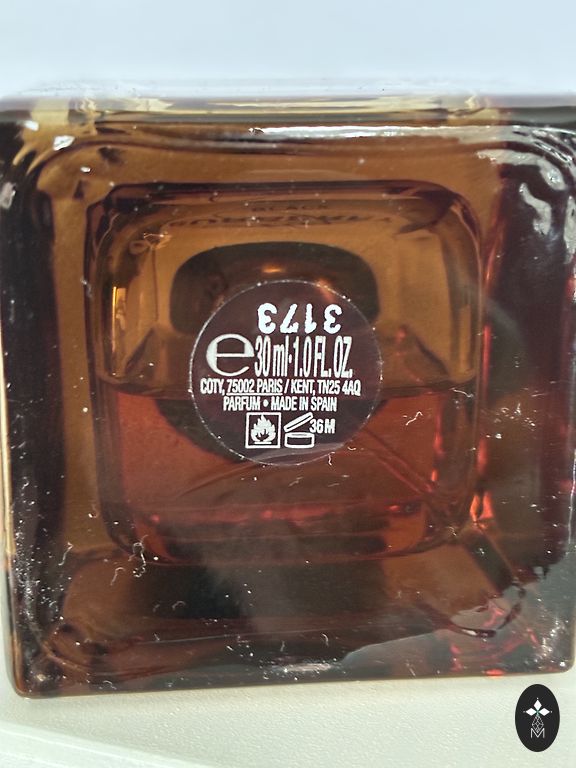 3173
e 30 ml·1.0 FL. OZ.
COTY, 75002 PARIS / KENT, TN25 4AQ
PARFUM • MADE IN SPAIN
36M
M